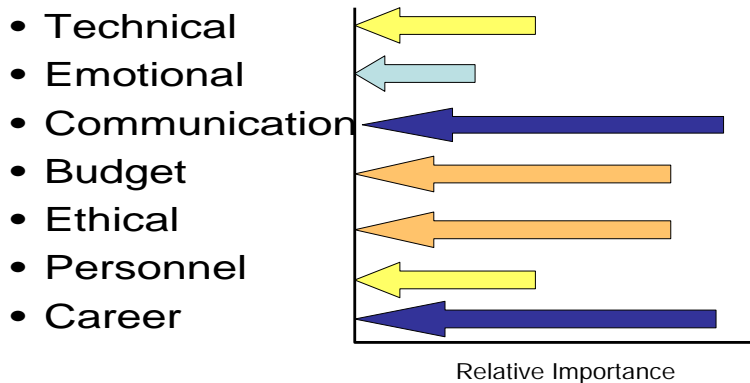 • Technical
• Emotional
• Communication
• Budget
• Ethical
• Personnel
• Career
Relative Importance